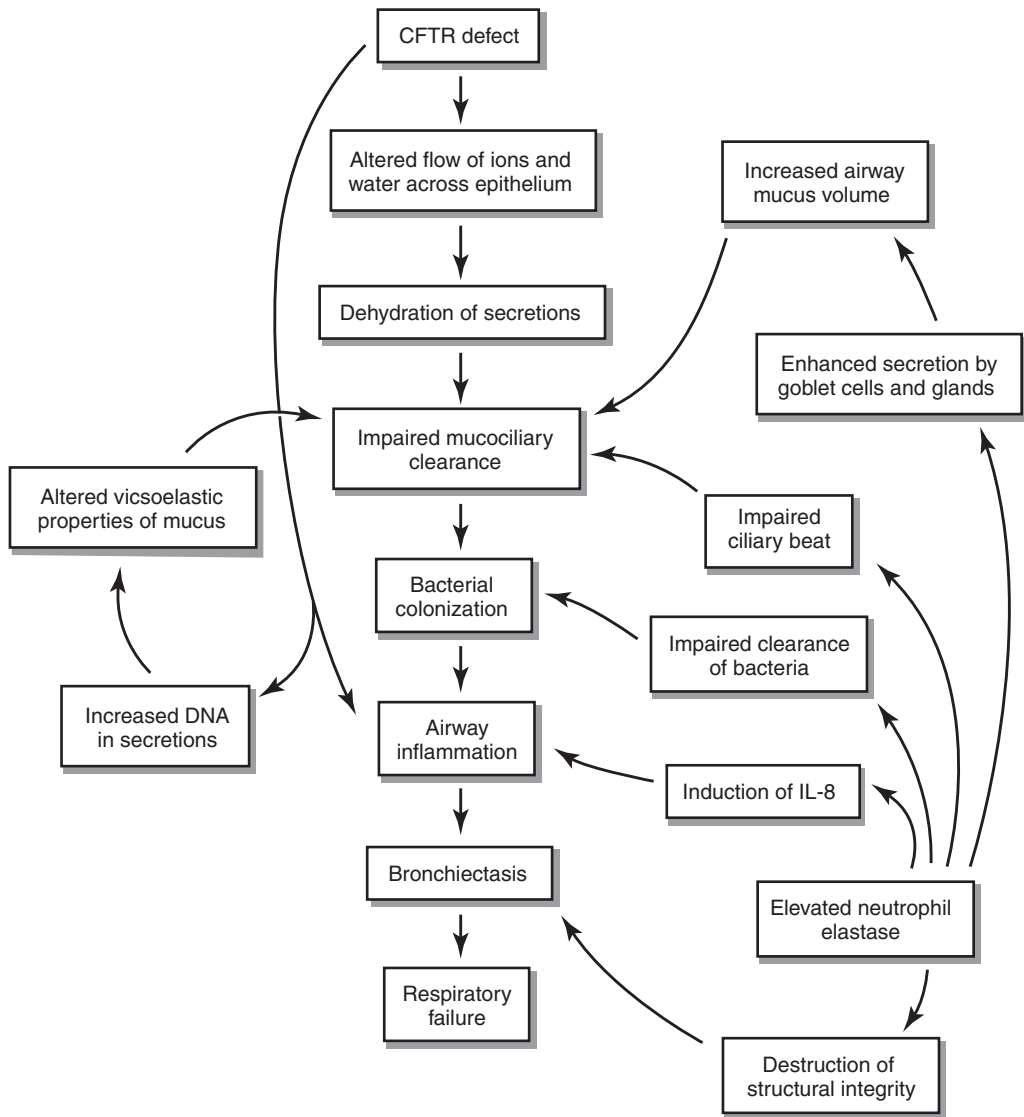 CFTR defect
Altered flow of ions and
water across epithelium
Increased airway
mucus volume
Dehydration of secretions
Enhanced secretion by
goblet cells and glands
Impaired mucociliary
clearance
Altered vicsoelastic
properties of mucus
Impaired
ciliary beat
Bacterial
colonization
Impaired clearance
of bacteria
Increased DNA
in secretions
Airway
inflammation
Induction of IL-8
Bronchiectasis
Elevated neutrophil
elastase
Respiratory
failure
Destruction of
structural integrity